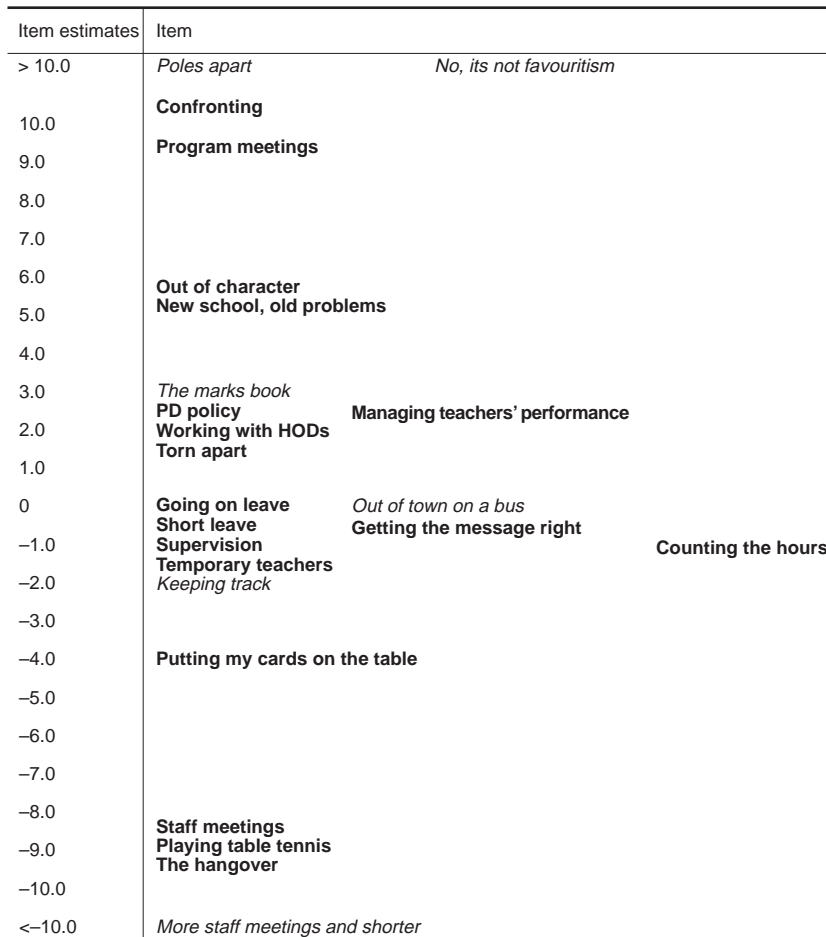 Item estimates Item
> 10.0 Poles apart No, its not favouritism
Confronting
10.0
Program meetings
9.0
8.0
7.0
6.0
Out of character
New school, old problems
5.0
4.0
3.0 The marks book
PD policy Managing teachers’ performance
2.0 Working with HODs
Torn apart
1.0
0 Going on leave Out of town on a bus
Short leave Getting the message right
–1.0 Supervision Counting the hours
Temporary teachers
–2.0 Keeping track
–3.0
–4.0 Putting my cards on the table
–5.0
–6.0
–7.0
–8.0
Staff meetings
–9.0 Playing table tennis
The hangover
–10.0
<–10.0 More staff meetings and shorter